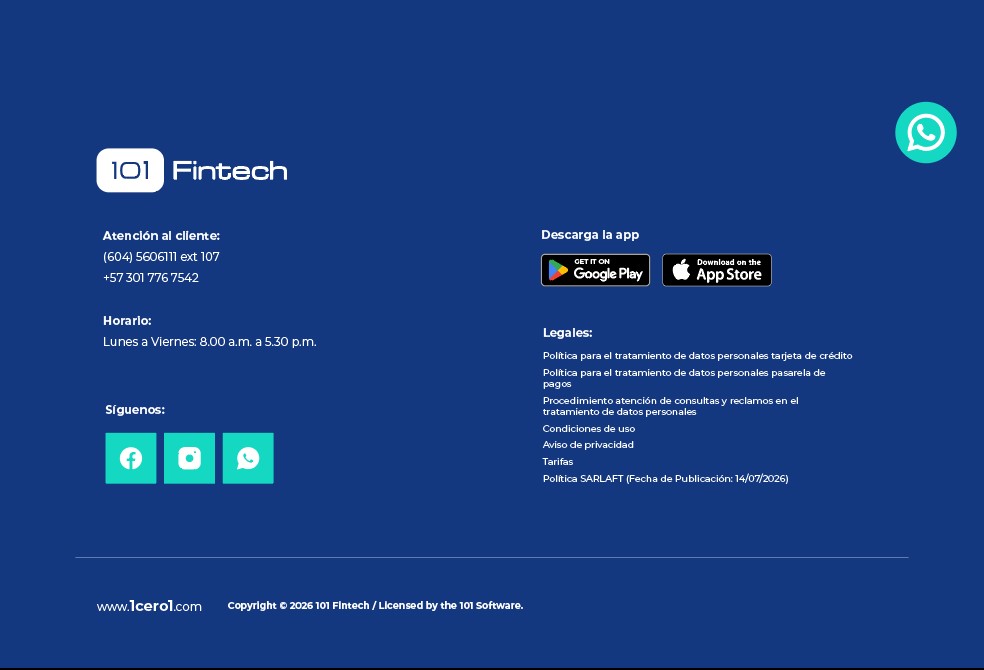 101 Fintech
Atención al cliente:
(604) 5606111 ext 107
+57 301 776 7542
Horario:
Lunes a Viernes: 8.00 a.m. a 5.30 p.m.
Síguenos:
Descarga la app
GET IT ON
Google Play
Download on the
App Store
Legales:
Política para el tratamiento de datos personales tarjeta de crédito
Política para el tratamiento de datos personales pasarela de
pagos
Procedimiento atención de consultas y reclamos en el
tratamiento de datos personales
Condiciones de uso
Aviso de privacidad
Tarifas
Política SARLAFT (Fecha de Publicación: 14/07/2026)
www.1cero1.com
Copyright © 2026 101 Fintech / Licensed by the 101 Software.